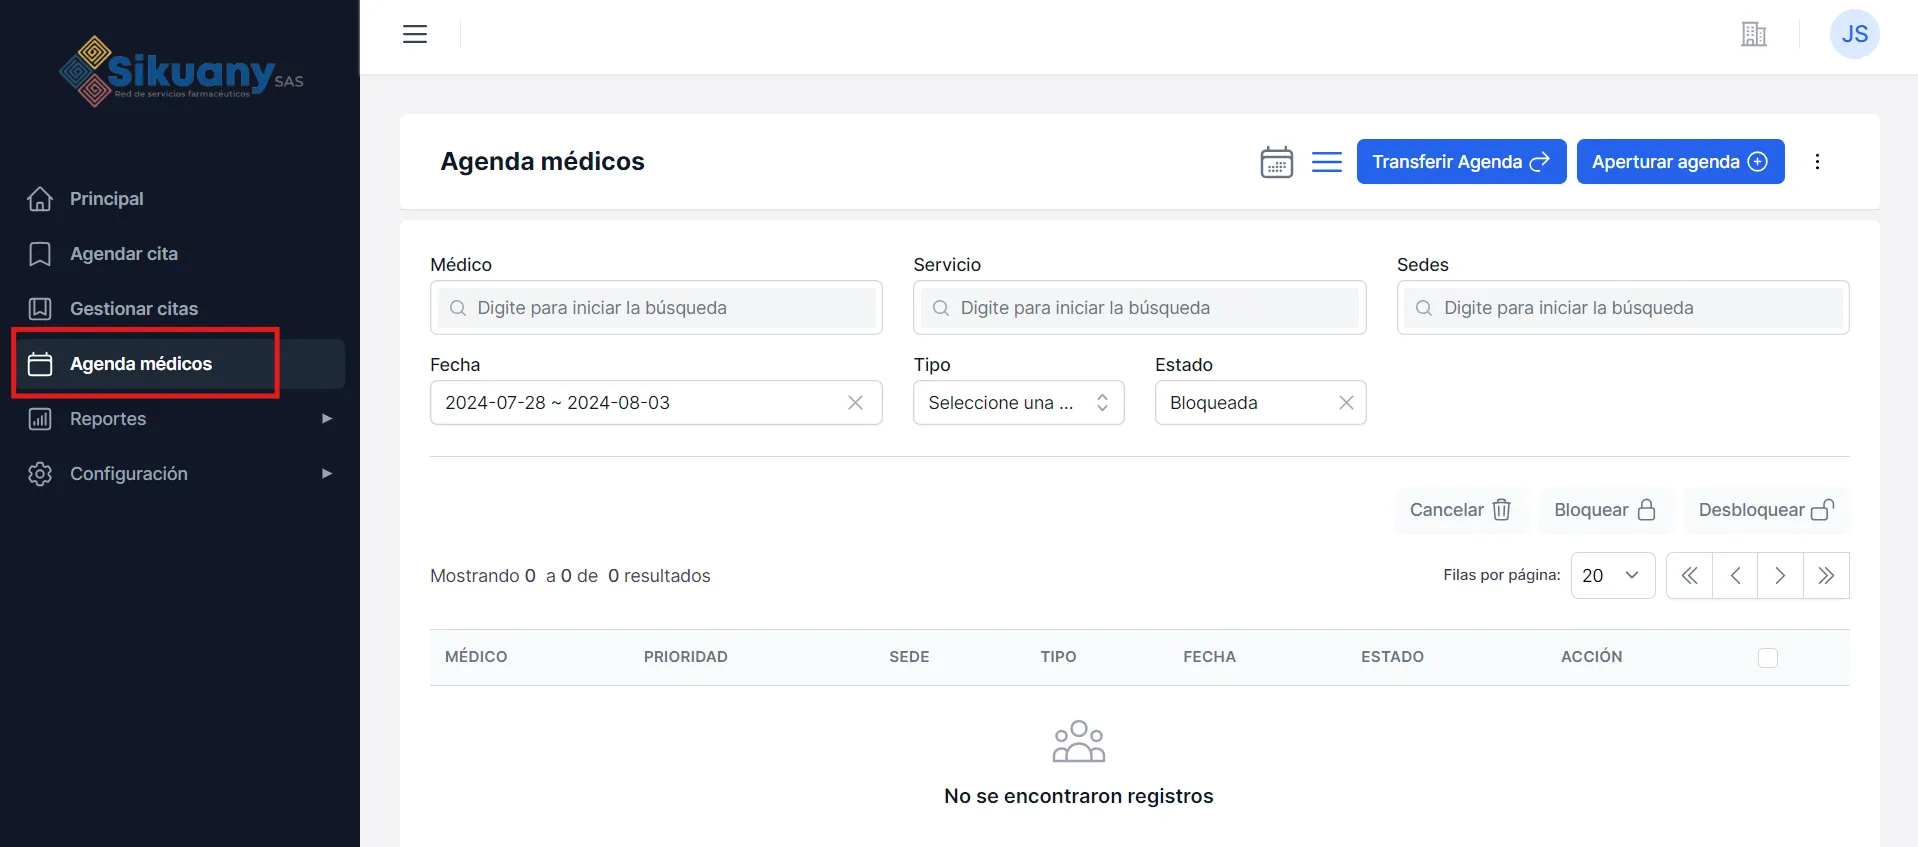 Sikuany SAS
Red de servicios farmacéuticos
JS
Principal
Agendar cita
Gestionar citas
Agenda médicos
Reportes
Configuración
Agenda médicos
Transferir Agenda
Aperturar agenda
Médico
Servicio
Sedes
Digite para iniciar la búsqueda
Digite para iniciar la búsqueda
Digite para iniciar la búsqueda
Fecha
Tipo
Estado
2024-07-28 ~ 2024-08-03
Seleccione una ...
Bloqueada
Cancelar
Bloquear
Desbloquear
Mostrando 0 a 0 de 0 resultados
Filas por página: 20
MÉDICO PRIORIDAD SEDE TIPO FECHA ESTADO ACCIÓN
No se encontraron registros